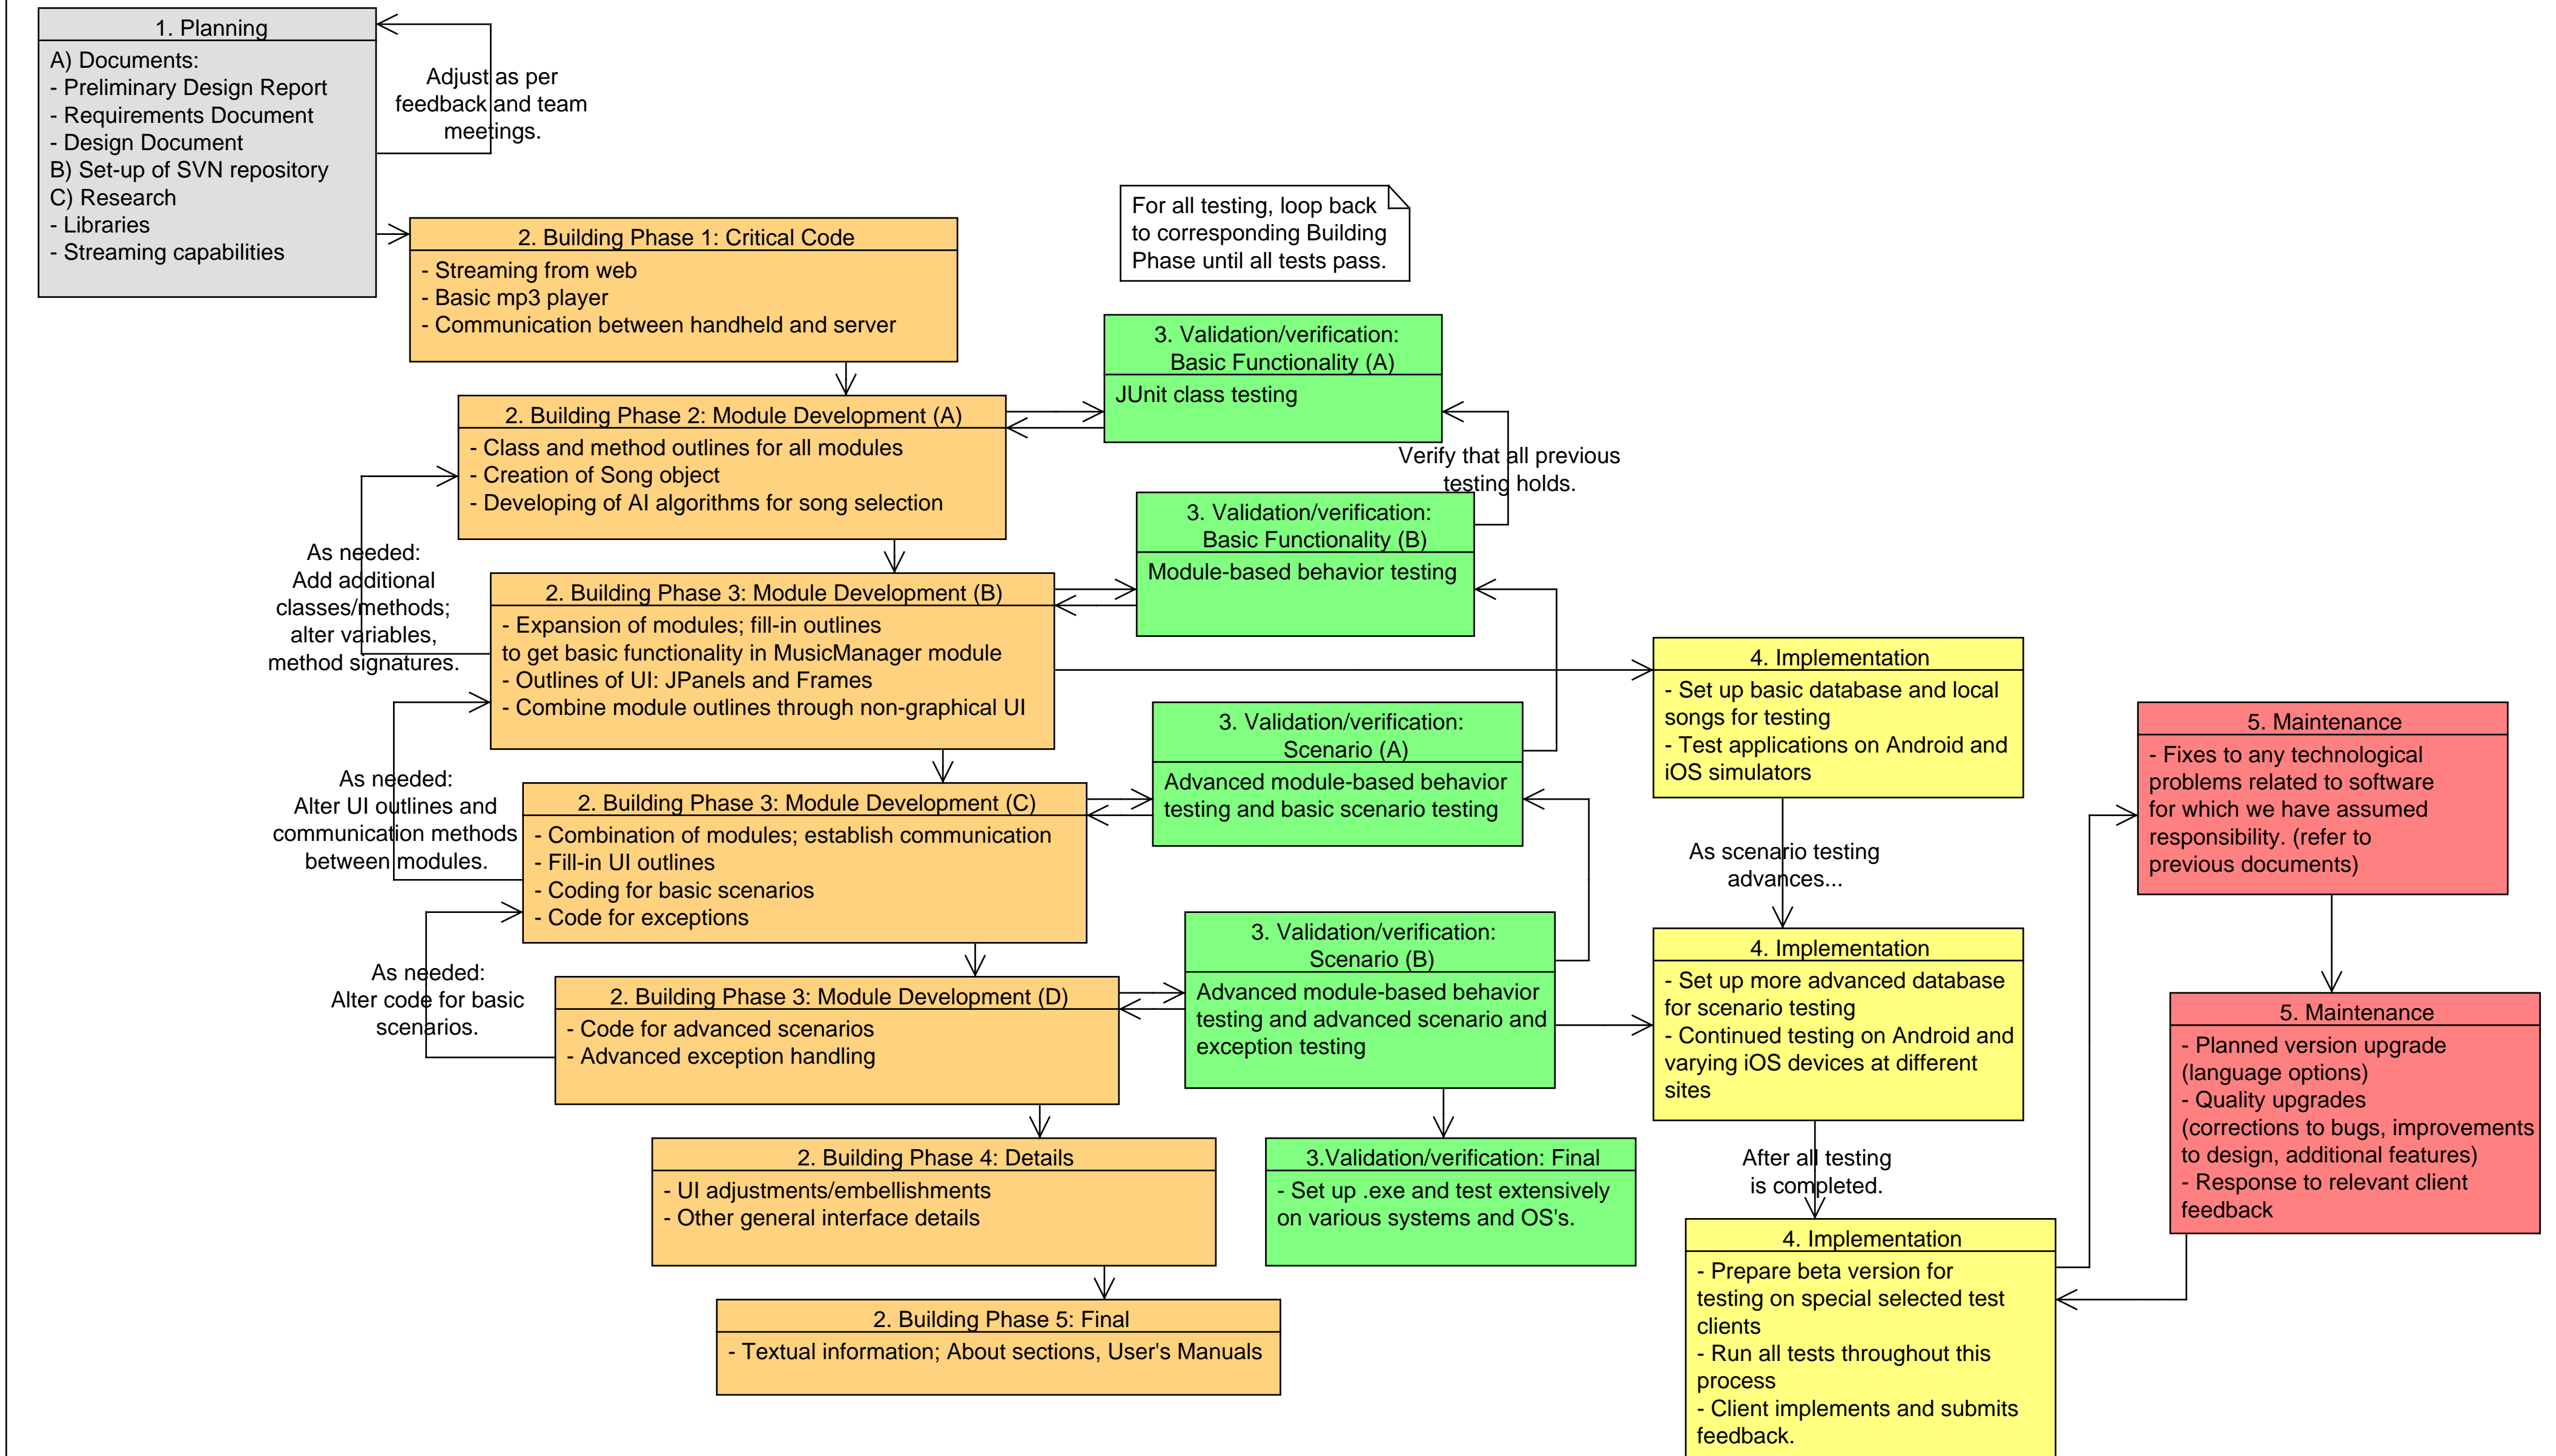 1. Planning
A) Documents:
- Preliminary Design Report
- Requirements Document
- Design Document
B) Set-up of SVN repository
C) Research
- Libraries
- Streaming capabilities
Adjust as per
feedback and team
meetings.
2. Building Phase 1: Critical Code
- Streaming from web
- Basic mp3 player
- Communication between handheld and server
For all testing, loop back
to corresponding Building
Phase until all tests pass.
3. Validation/verification:
Basic Functionality (A)
JUnit class testing
2. Building Phase 2: Module Development (A)
- Class and method outlines for all modules
- Creation of Song object
- Developing of AI algorithms for song selection
Verify that all previous
testing holds.
3. Validation/verification:
Basic Functionality (B)
Module-based behavior testing
As needed:
Add additional
classes/methods;
alter variables,
method signatures.
2. Building Phase 3: Module Development (B)
- Expansion of modules; fill-in outlines
to get basic functionality in MusicManager module
- Outlines of UI: JPanels and Frames
- Combine module outlines through non-graphical UI
4. Implementation
- Set up basic database and local
songs for testing
- Test applications on Android and
iOS simulators
3. Validation/verification:
Scenario (A)
Advanced module-based behavior
testing and basic scenario testing
5. Maintenance
- Fixes to any technological
problems related to software
for which we have assumed
responsibility. (refer to
previous documents)
As needed:
Alter UI outlines and
communication methods
between modules.
2. Building Phase 3: Module Development (C)
- Combination of modules; establish communication
- Fill-in UI outlines
- Coding for basic scenarios
- Code for exceptions
As scenario testing
advances...
3. Validation/verification:
Scenario (B)
Advanced module-based behavior
testing and advanced scenario and
exception testing
4. Implementation
- Set up more advanced database
for scenario testing
- Continued testing on Android and
varying iOS devices at different
sites
As needed:
Alter code for basic
scenarios.
2. Building Phase 3: Module Development (D)
- Code for advanced scenarios
- Advanced exception handling
5. Maintenance
- Planned version upgrade
(language options)
- Quality upgrades
(corrections to bugs, improvements
to design, additional features)
- Response to relevant client
feedback
2. Building Phase 4: Details
- UI adjustments/embellishments
- Other general interface details
3.Validation/verification: Final
- Set up .exe and test extensively
on various systems and OS's.
After all testing
is completed.
4. Implementation
- Prepare beta version for
testing on special selected test
clients
- Run all tests throughout this
process
- Client implements and submits
feedback.
2. Building Phase 5: Final
- Textual information; About sections, User's Manuals